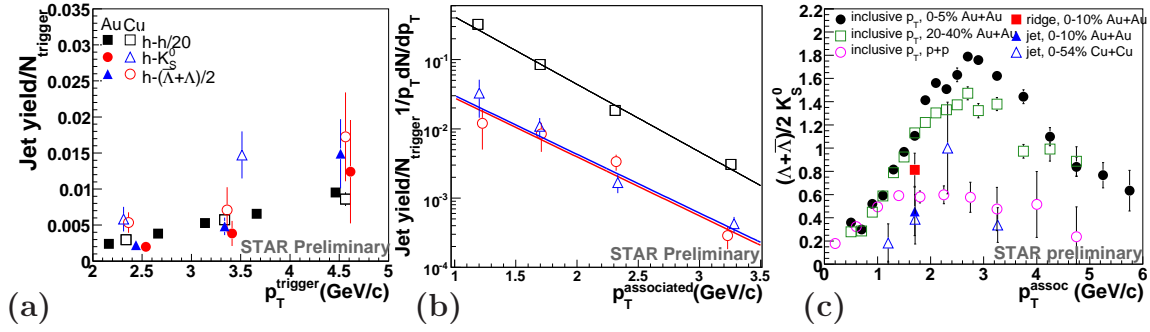 Jet yield/N_trigger
0.035
0.03
0.025
0.02
0.015
0.01
0.005
0
Au Cu
h-h/20
h-K⁰_S
h-(Λ̅+Λ)/2
STAR Preliminary
2 2.5 3 3.5 4 4.5 5
p_T^trigger (GeV/c)
(a)
Jet yield/N_trigger 1/p_T dN/dp_T
10⁻¹
10⁻²
10⁻³
10⁻⁴
STAR Preliminary
1 1.5 2 2.5 3 3.5
p_T^associated (GeV/c)
(b)
(Λ+Λ̅)/2 K⁰_S
2
1.8
1.6
1.4
1.2
1
0.8
0.6
0.4
0.2
0
inclusive p_T, 0-5% Au+Au
inclusive p_T, 20-40% Au+Au
inclusive p_T, p+p
ridge, 0-10% Au+Au
jet, 0-10% Au+Au
jet, 0-54% Cu+Cu
STAR preliminary
0 1 2 3 4 5 6
p_T^assoc (GeV/c)
(c)